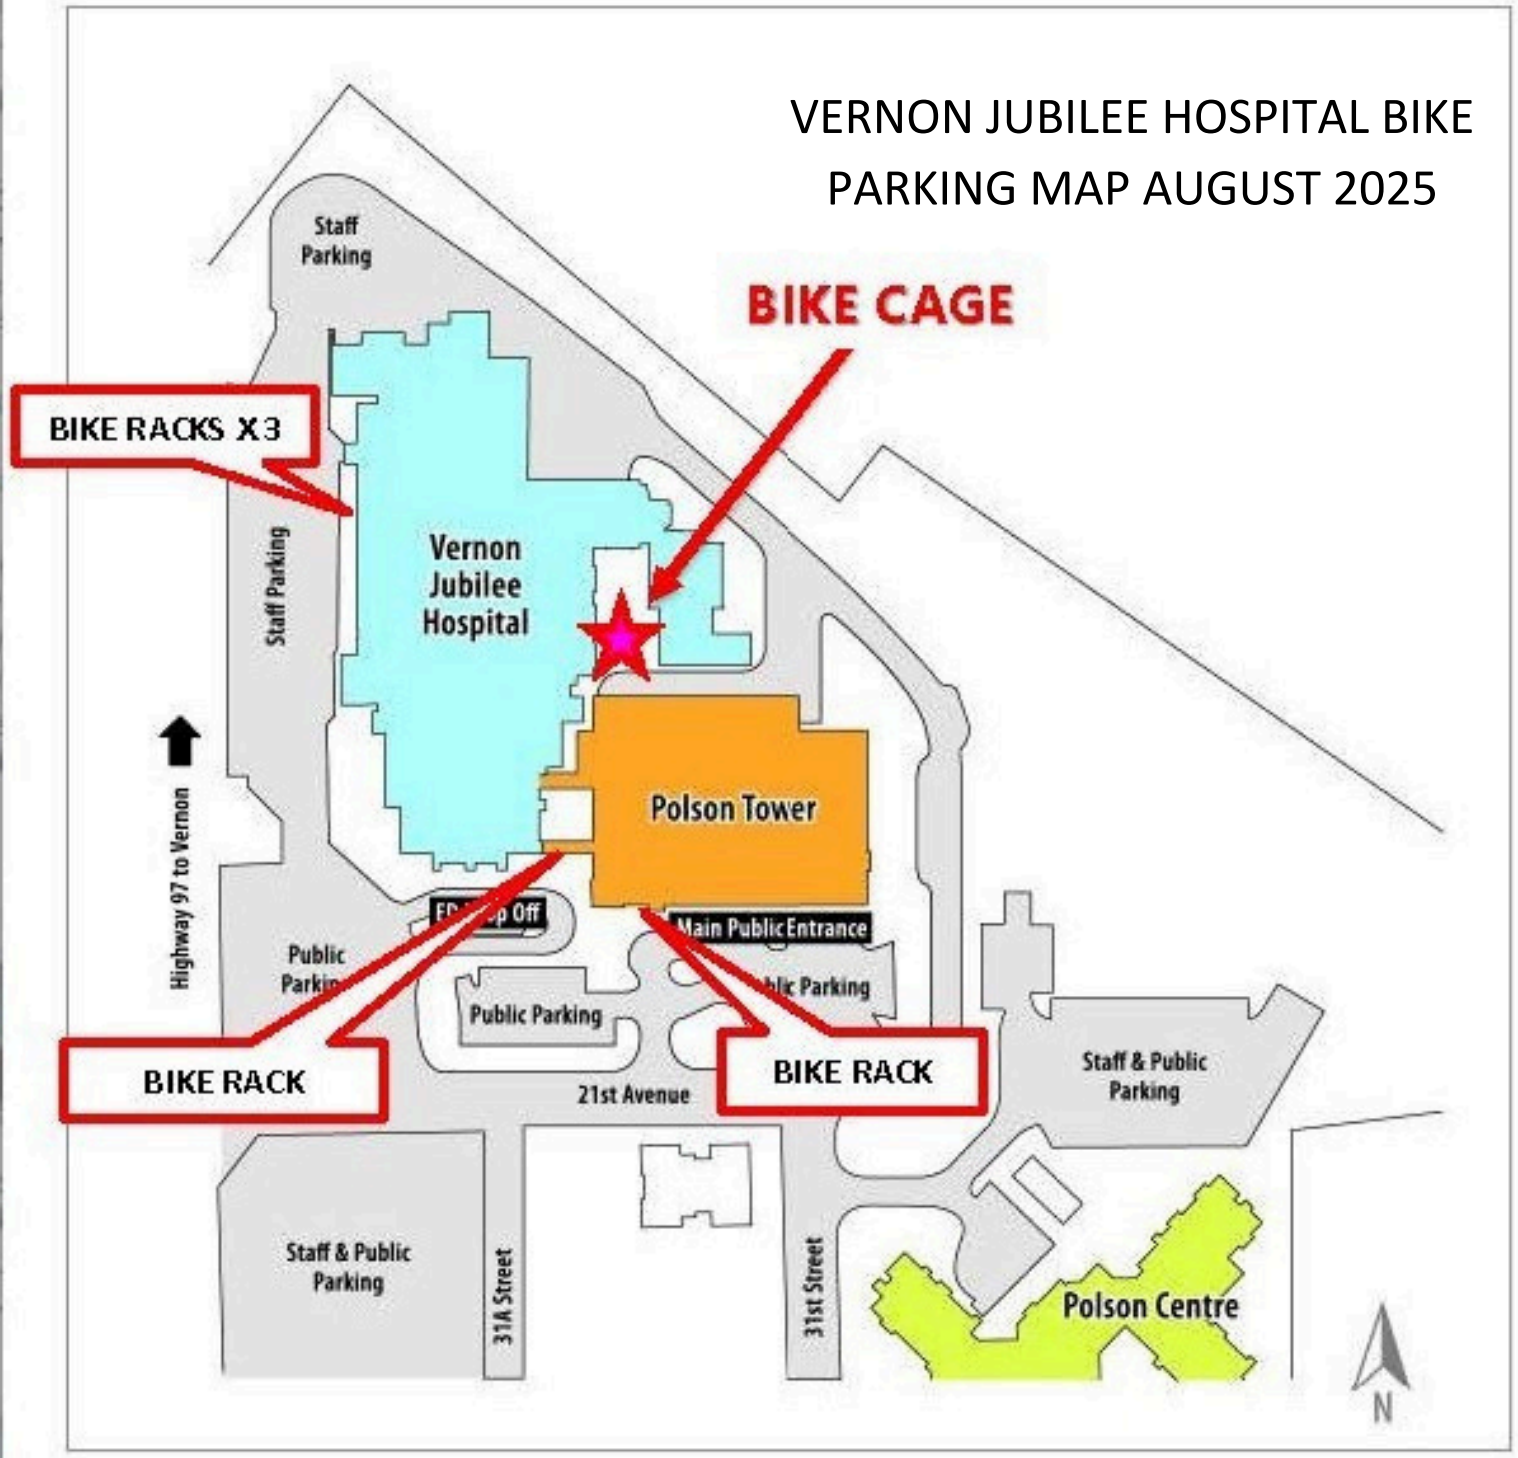 VERNON JUBILEE HOSPITAL BIKE
PARKING MAP AUGUST 2025
Staff
Parking
BIKE CAGE
BIKE RACKS X3
Staff Parking
Vernon
Jubilee
Hospital
Highway 97 to Vernon
Polson Tower
Off
Main Public Entrance
Public
Public Parking
Parking
BIKE RACK
BIKE RACK
21st Avenue
Staff & Public
Parking
Staff & Public
Parking
31A Street
31st Street
Polson Centre
N